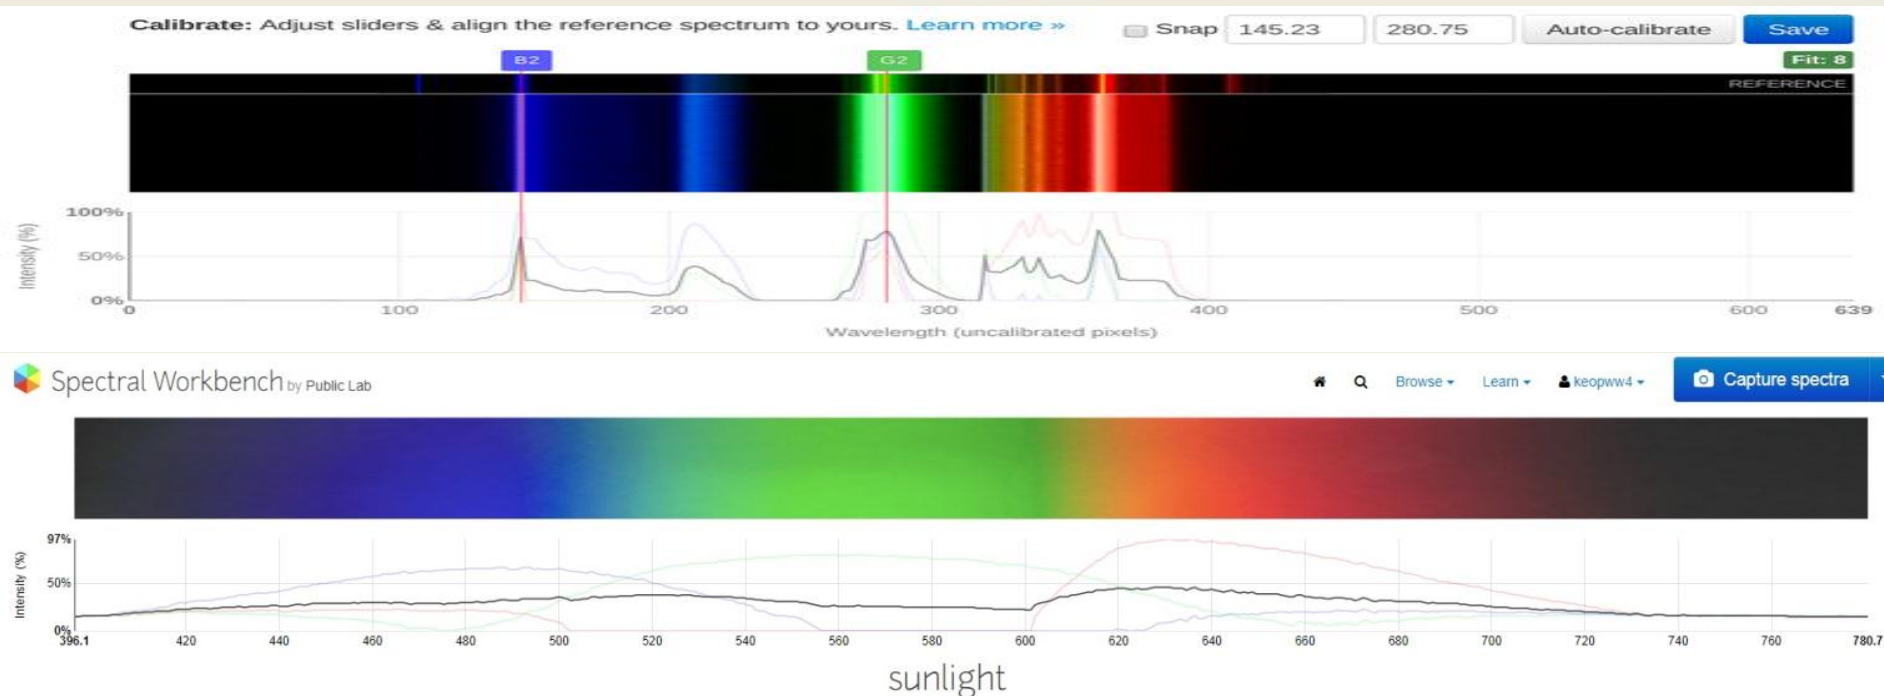 Calibrate: Adjust sliders & align the reference spectrum to yours. Learn more » Snap 145.23 280.75 Auto-calibrate Save
B2 G2 Fit: 8
REFERENCE
Intensity (%)
100%
50%
0%
0 100 200 300 400 500 600 639
Wavelength (uncalibrated pixels)
Spectral Workbench by Public Lab Browse Learn keopww4 Capture spectra
Intensity (%)
97%
50%
0%
396.1 420 440 460 480 500 520 540 560 580 600 620 640 660 680 700 720 740 760 780.7
sunlight